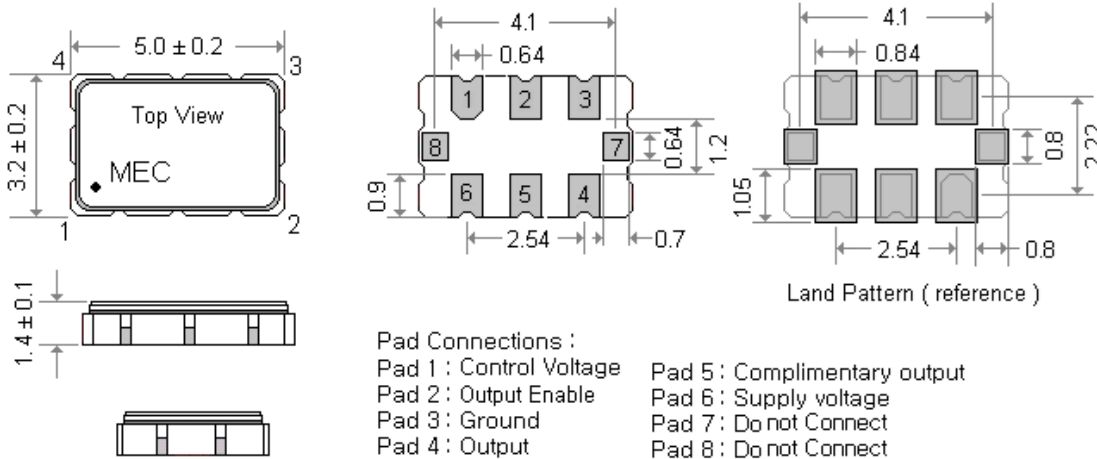 4
5.0 ± 0.2
3
3.2 ± 0.2
Top View
MEC
1
2
1.4 ± 0.1
4.1
0.64
1
2
3
8
7
0.64
1.2
0.9
6
5
4
2.54
0.7
4.1
0.84
0.8
2.22
1.05
2.54
0.8
Land Pattern ( reference )
Pad Connections :
Pad 1 : Control Voltage
Pad 2 : Output Enable
Pad 3 : Ground
Pad 4 : Output
Pad 5 : Complimentary output
Pad 6 : Supply voltage
Pad 7 : Do not Connect
Pad 8 : Do not Connect